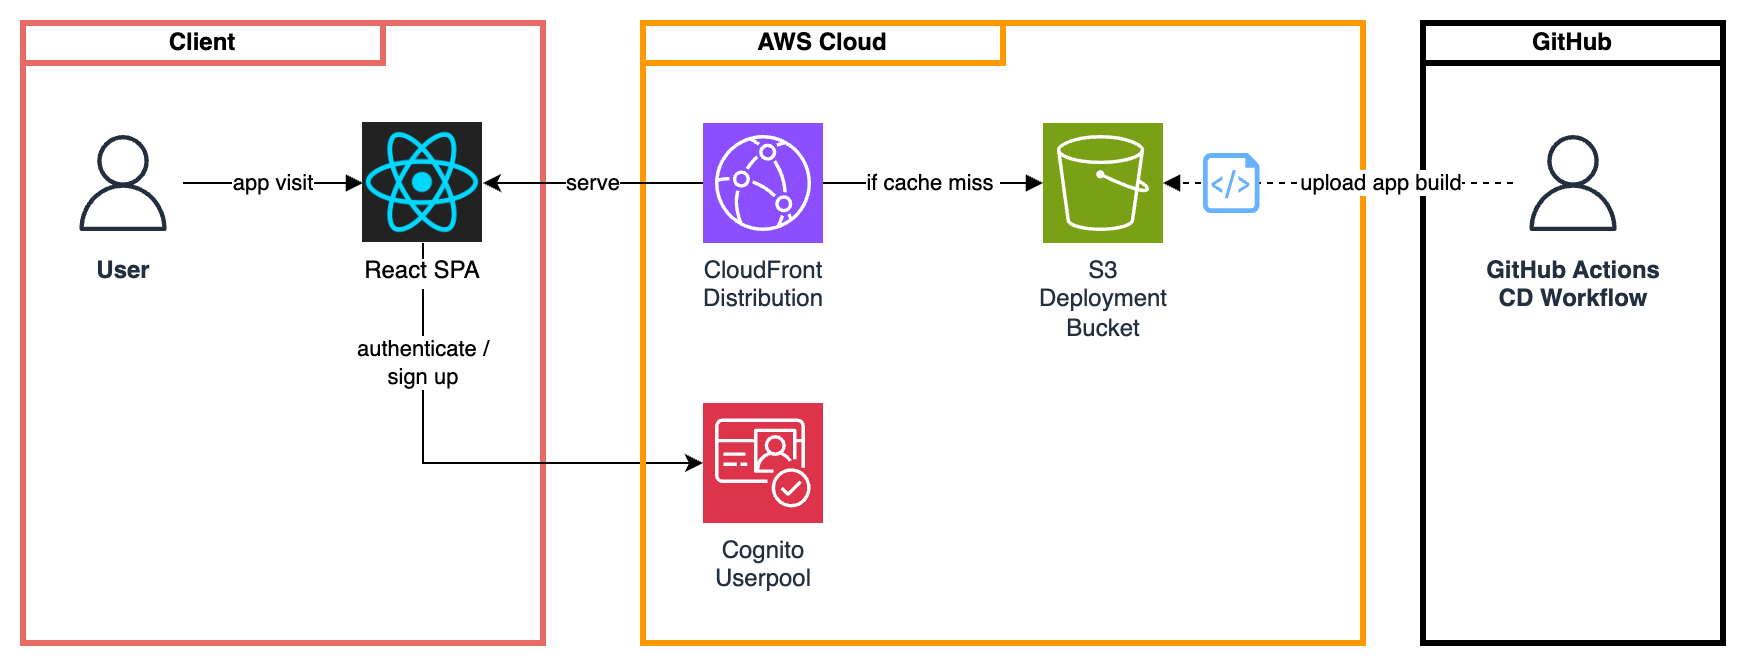 Client
AWS Cloud
GitHub
app visit
serve
if cache miss
</>
upload app build
User
React SPA
CloudFront
Distribution
S3
Deployment
Bucket
GitHub Actions
CD Workflow
authenticate /
sign up
Cognito
Userpool